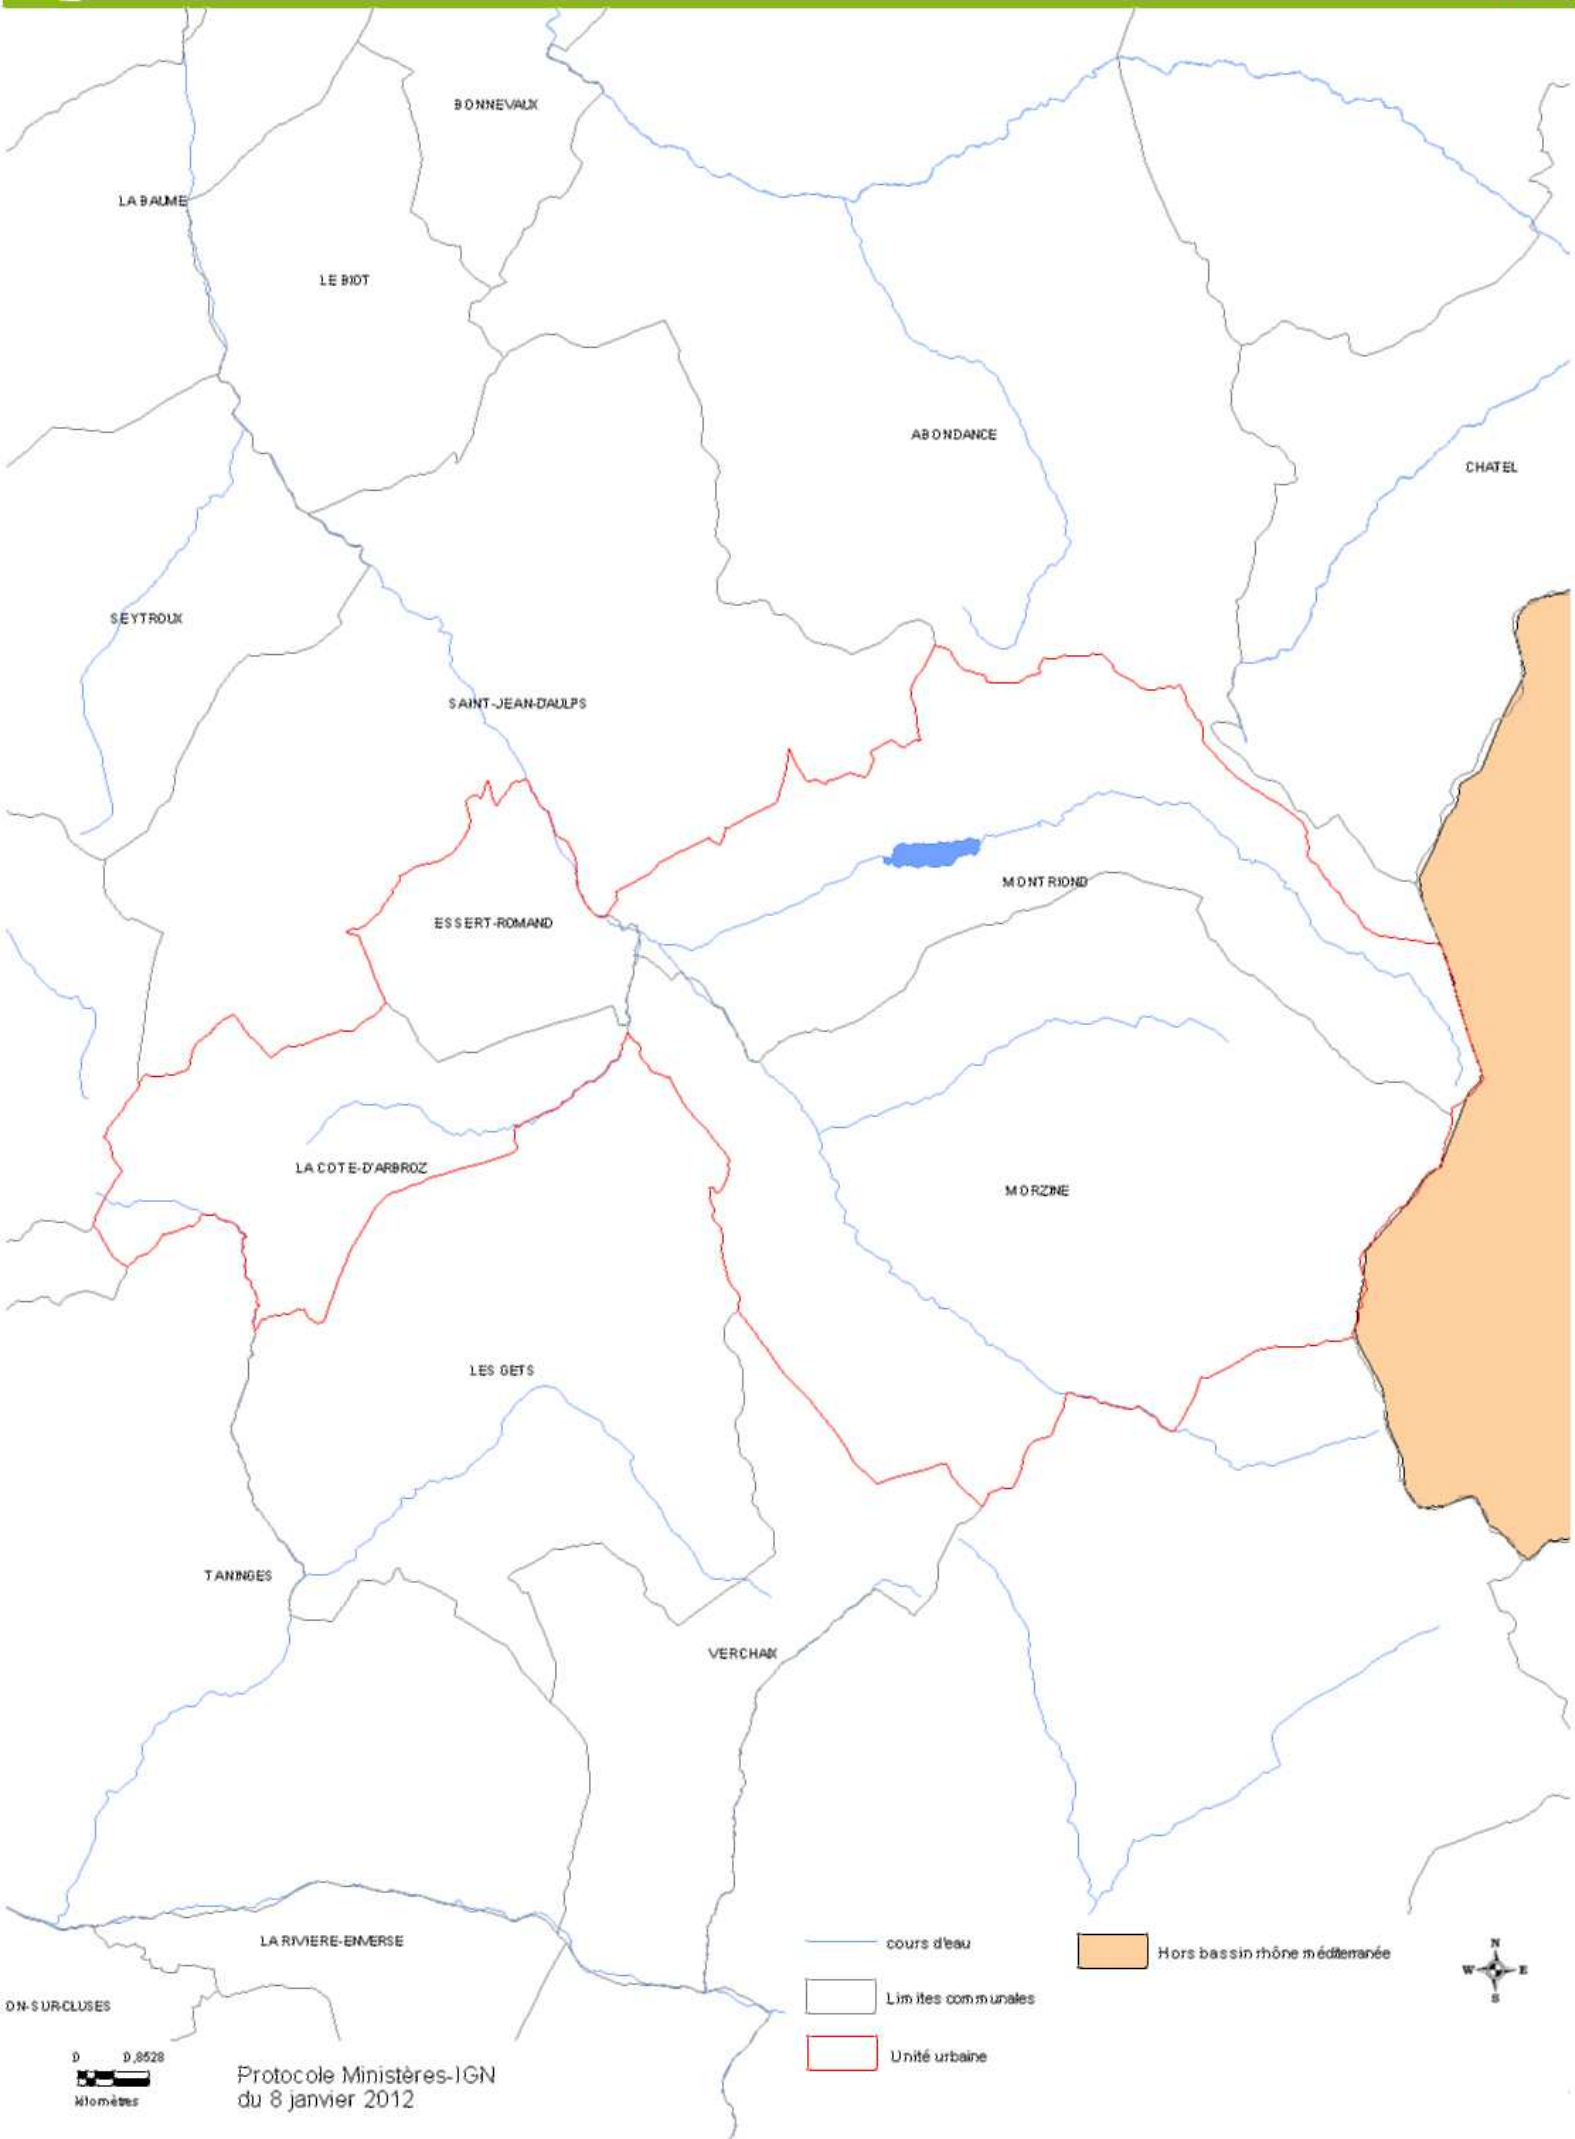 BONNEVAUX
LA BAUME
LE BIOT
ABONDANCE
CHATEL
SEYTROUX
SAINT-JEAN-D'AULPS
MONTRIOND
ESSERT-ROMAND
LA COTE-D'ARBROZ
MORZINE
LES GETS
TANINGES
VERCHAIX
LA RIVIERE-ENVERSE
ON-SUR-CLUSES
cours d'eau
Limites communales
Unité urbaine
Hors bassin rhône méditerranée
N
W E
S
0 0,8528
kilomètres
Protocole Ministères-IGN
du 8 janvier 2012